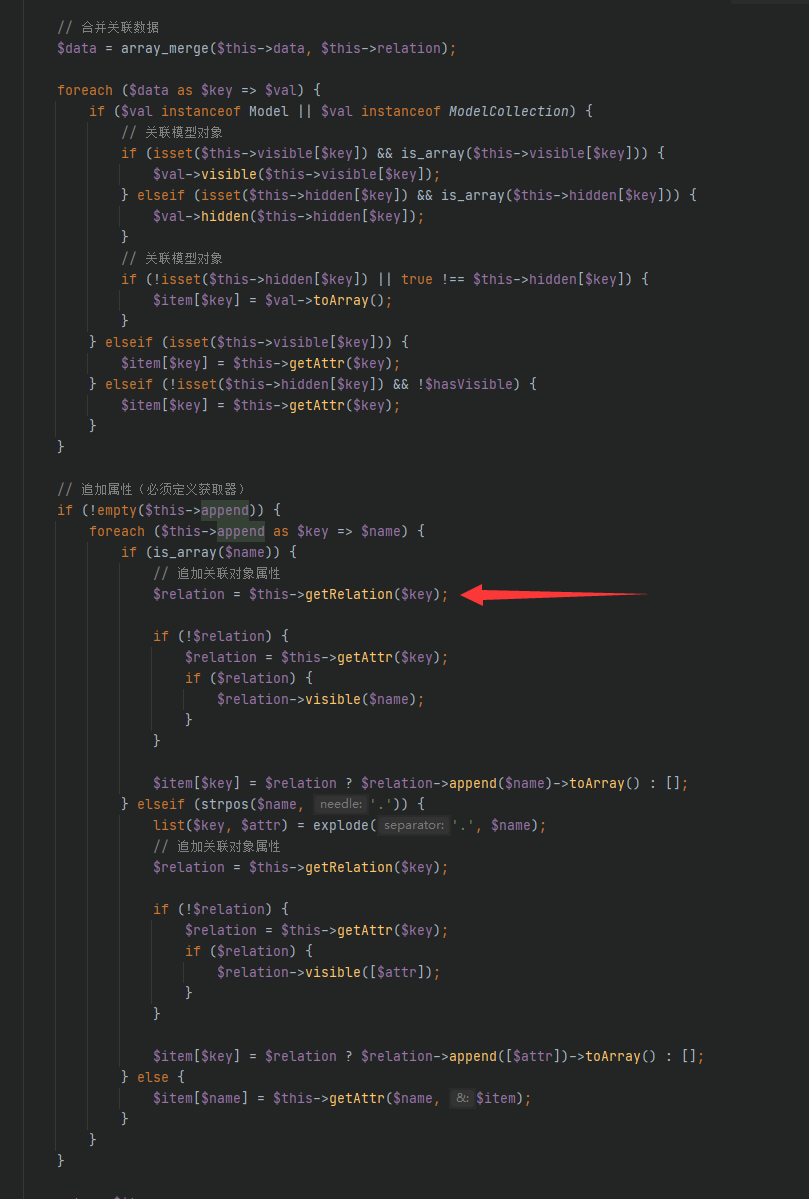 // 合并关联数据
$data = array_merge($this->data, $this->relation);
foreach ($data as $key => $val) {
if ($val instanceof Model || $val instanceof ModelCollection) {
// 关联模型对象
if (isset($this->visible[$key]) && is_array($this->visible[$key])) {
$val->visible($this->visible[$key]);
} elseif (isset($this->hidden[$key]) && is_array($this->hidden[$key])) {
$val->hidden($this->hidden[$key]);
}
// 关联模型对象
if (!isset($this->hidden[$key]) || true !== $this->hidden[$key]) {
$item[$key] = $val->toArray();
}
} elseif (isset($this->visible[$key])) {
$item[$key] = $this->getAttr($key);
} elseif (!isset($this->hidden[$key]) && !$hasVisible) {
$item[$key] = $this->getAttr($key);
}
}
// 追加属性（必须定义获取器）
if (!empty($this->append)) {
foreach ($this->append as $key => $name) {
if (is_array($name)) {
// 追加关联对象属性
$relation = $this->getRelation($key);
if (!$relation) {
$relation = $this->getAttr($key);
if ($relation) {
$relation->visible($name);
}
}
$item[$key] = $relation ? $relation->append($name)->toArray() : [];
} elseif (strpos($name, needle: '.')) {
list($key, $attr) = explode( separator: '.', $name);
// 追加关联对象属性
$relation = $this->getRelation($key);
if (!$relation) {
$relation = $this->getAttr($key);
if ($relation) {
$relation->visible([$attr]);
}
}
$item[$key] = $relation ? $relation->append([$attr])->toArray() : [];
} else {
$item[$name] = $this->getAttr($name, &: $item);
}
}
}